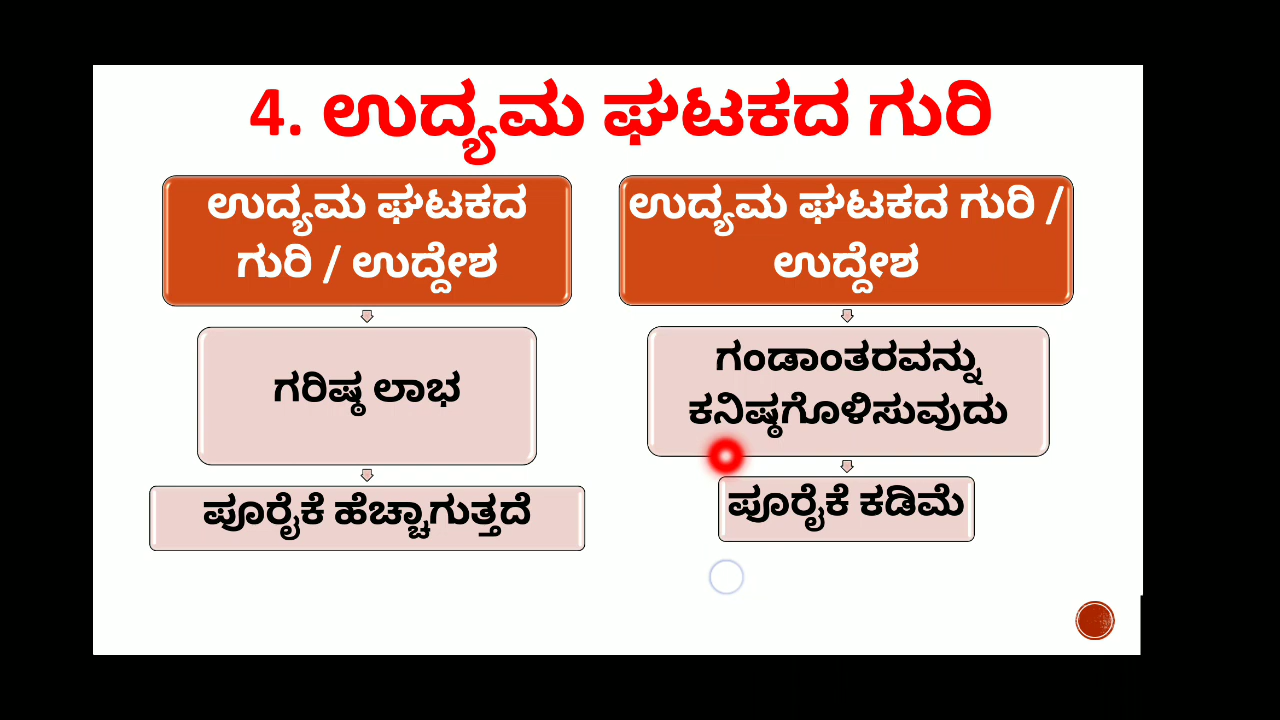 4. ಉದ್ಯಮ ಘಟಕದ ಗುರಿ
ಉದ್ಯಮ ಘಟಕದ
ಗುರಿ / ಉದ್ದೇಶ
ಗರಿಷ್ಠ ಲಾಭ
ಪೂರೈಕೆ ಹೆಚ್ಚಾಗುತ್ತದೆ
ಉದ್ಯಮ ಘಟಕದ ಗುರಿ /
ಉದ್ದೇಶ
ಗಂಡಾಂತರವನ್ನು
ಕನಿಷ್ಠಗೊಳಿಸುವುದು
ಪೂರೈಕೆ ಕಡಿಮೆ